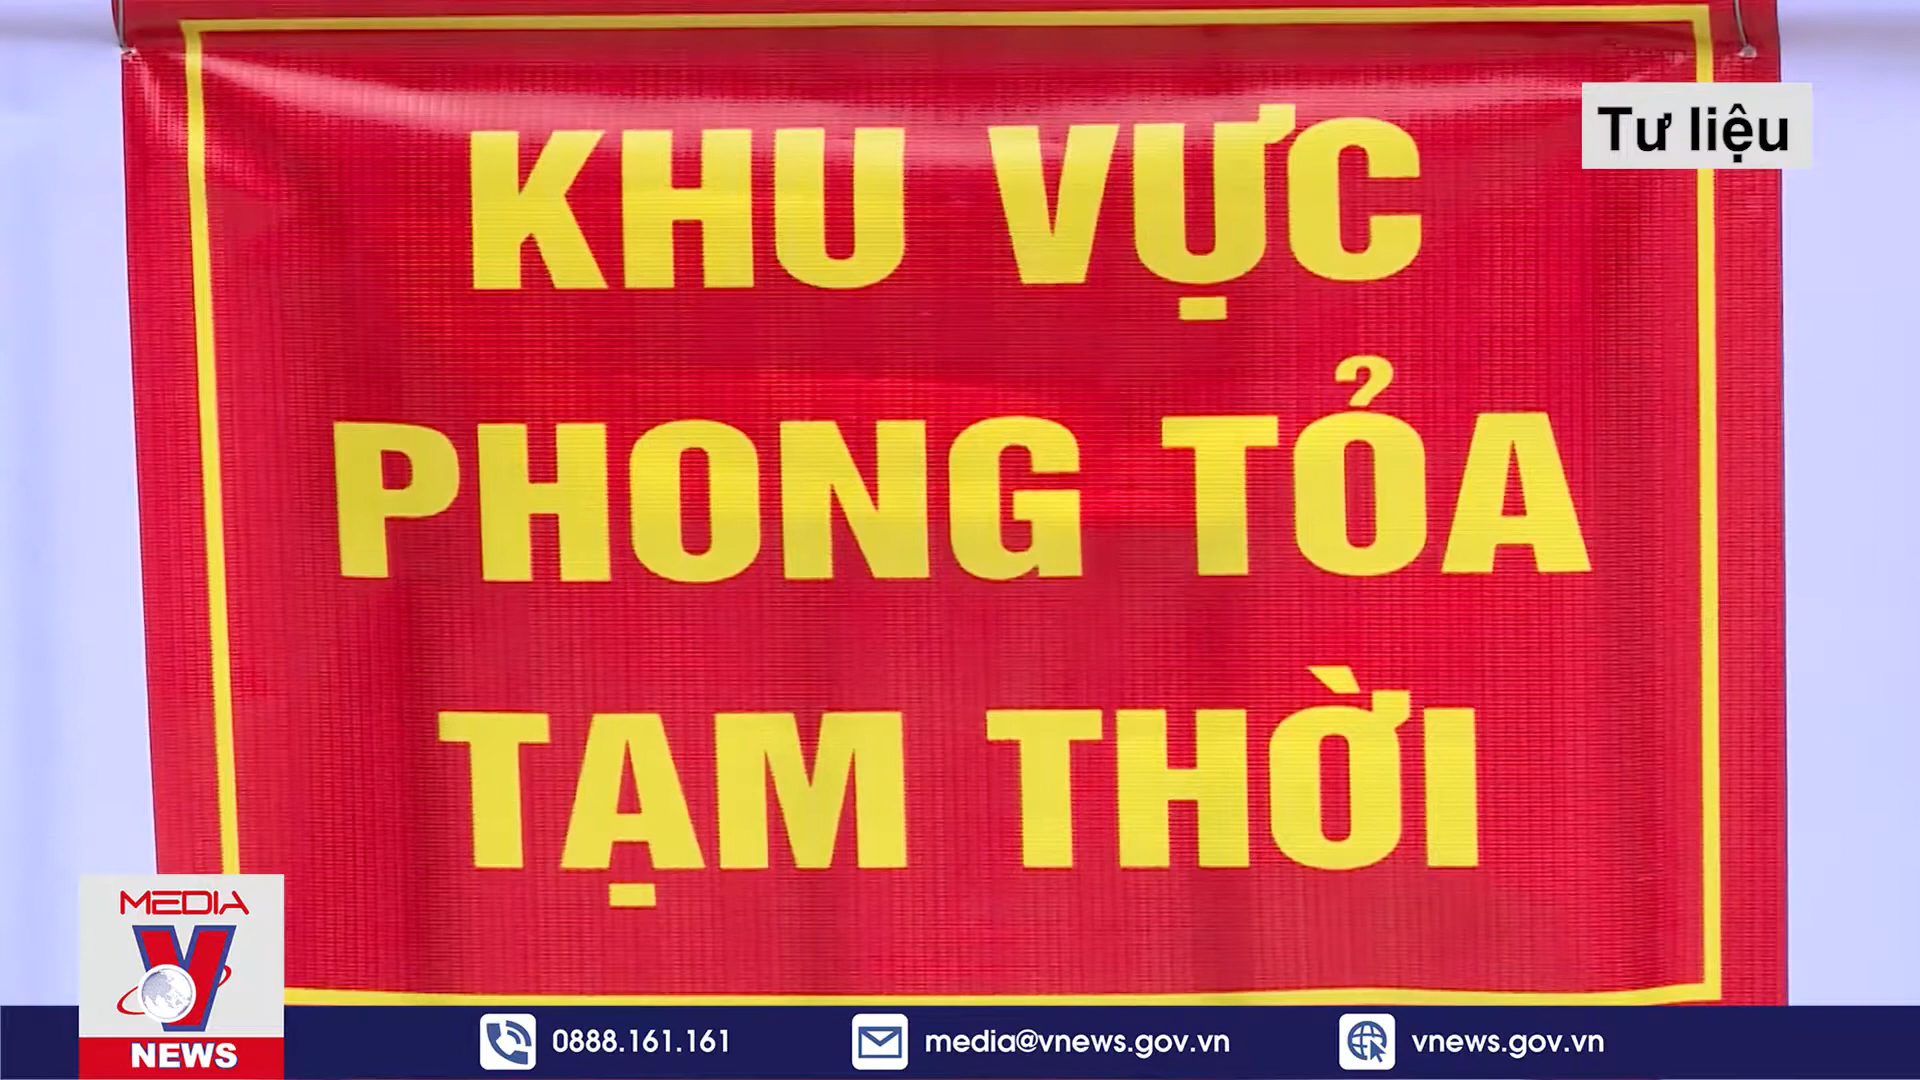 Tư liệu
KHU VỰC
PHONG TỎA
TẠM THỜI
MEDIA
V
NEWS
0888.161.161
media@vnews.gov.vn
vnews.gov.vn